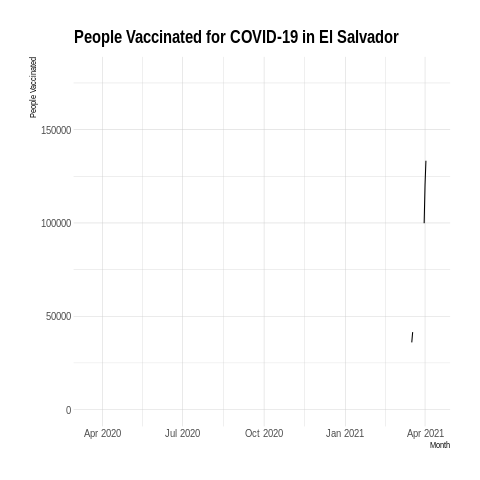 People Vaccinated for COVID-19 in El Salvador
People Vaccinated
150000
100000
50000
0
Apr 2020 Jul 2020 Oct 2020 Jan 2021 Apr 2021
Month